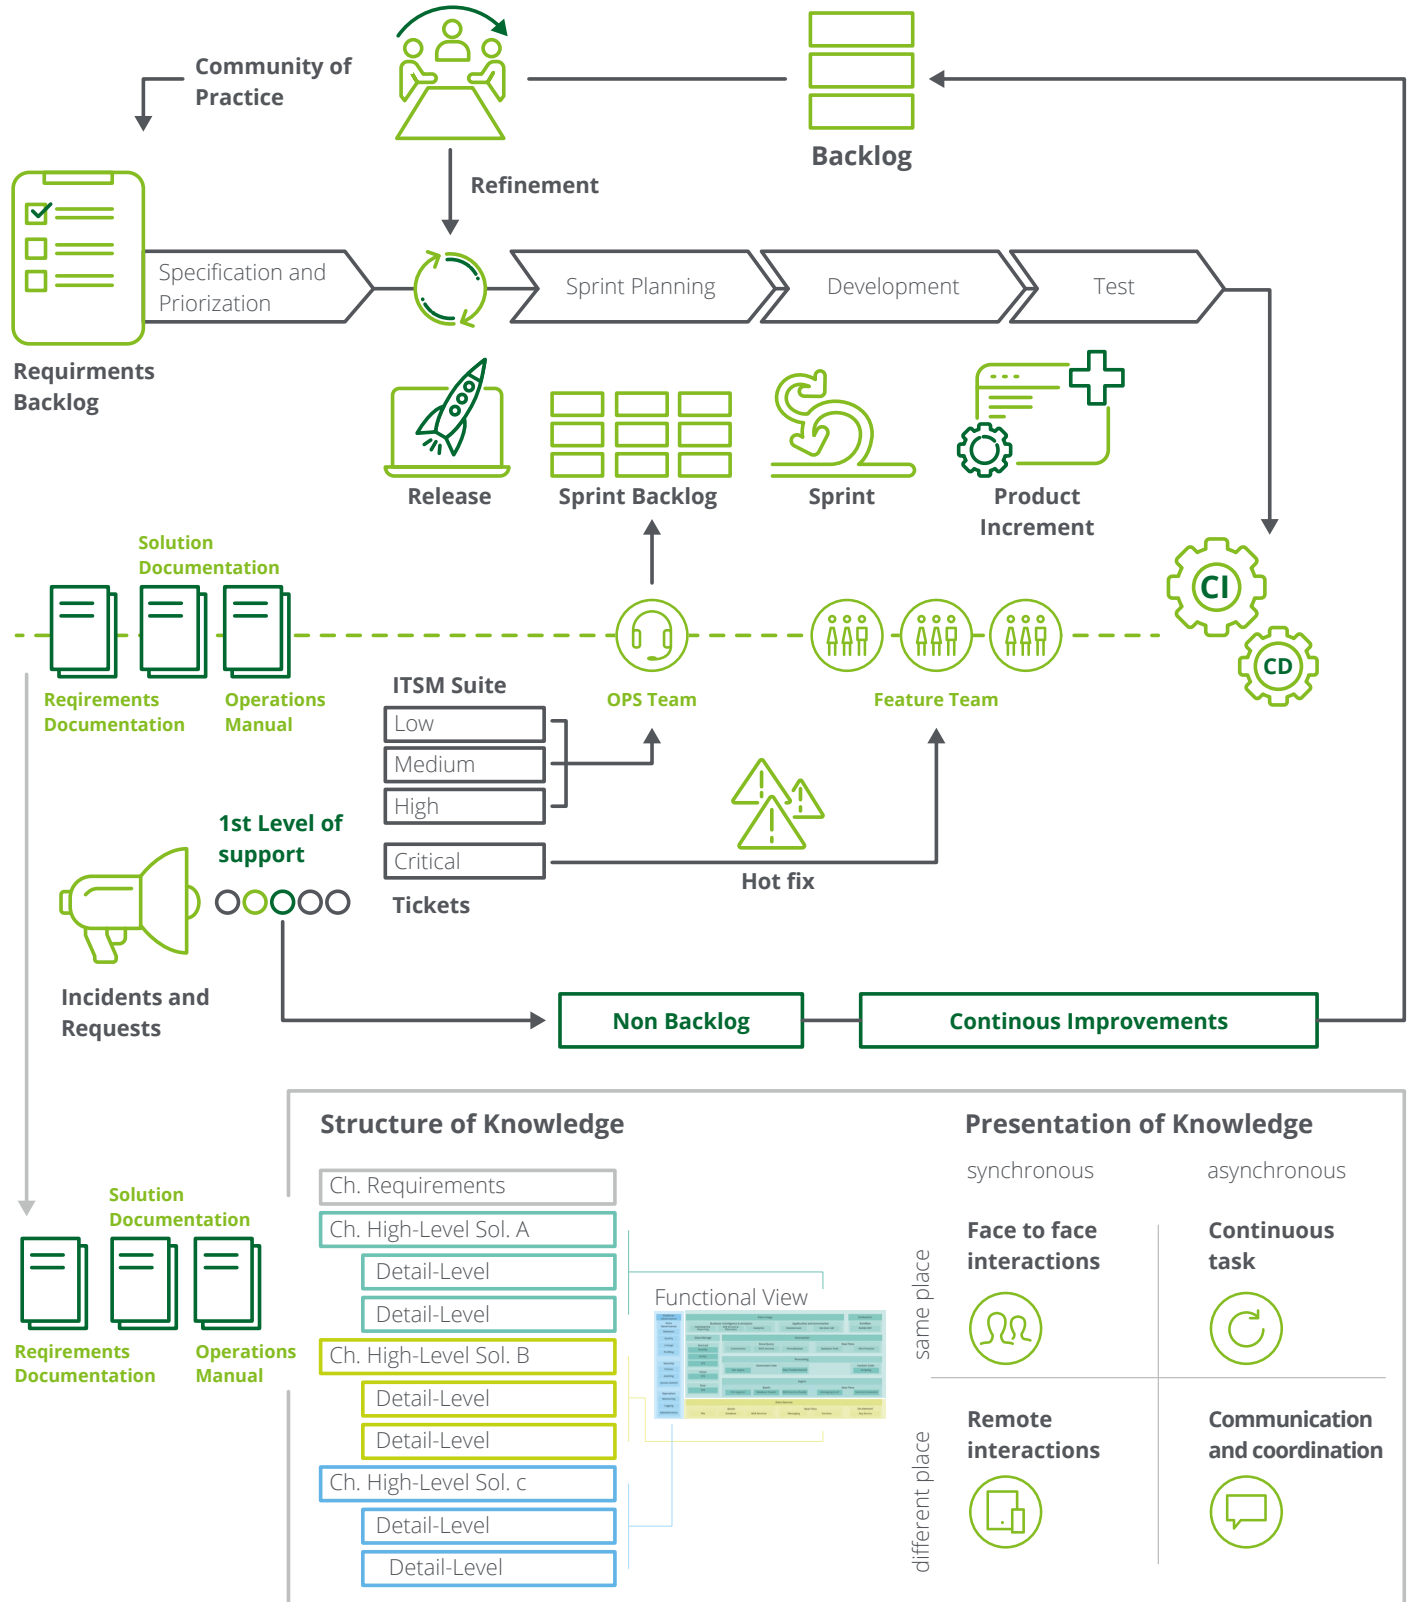 Community of
Practice
Backlog
Refinement
Specification and
Priorization
Sprint Planning
Development
Test
Requirments
Backlog
Release
Sprint Backlog
Sprint
Product
Increment
Solution
Documentation
CI
CD
Reqirements
Documentation
Operations
Manual
ITSM Suite
Low
Medium
High
Critical
Tickets
OPS Team
Feature Team
Hot fix
1st Level of
support
Incidents and
Requests
Non Backlog
Continous Improvements
Structure of Knowledge
Ch. Requirements
Ch. High-Level Sol. A
Detail-Level
Detail-Level
Ch. High-Level Sol. B
Detail-Level
Detail-Level
Ch. High-Level Sol. c
Detail-Level
Detail-Level
Functional View
Solution
Documentation
Reqirements
Documentation
Operations
Manual
Presentation of Knowledge
synchronous
asynchronous
same place
Face to face
interactions
Continuous
task
different place
Remote
interactions
Communication
and coordination